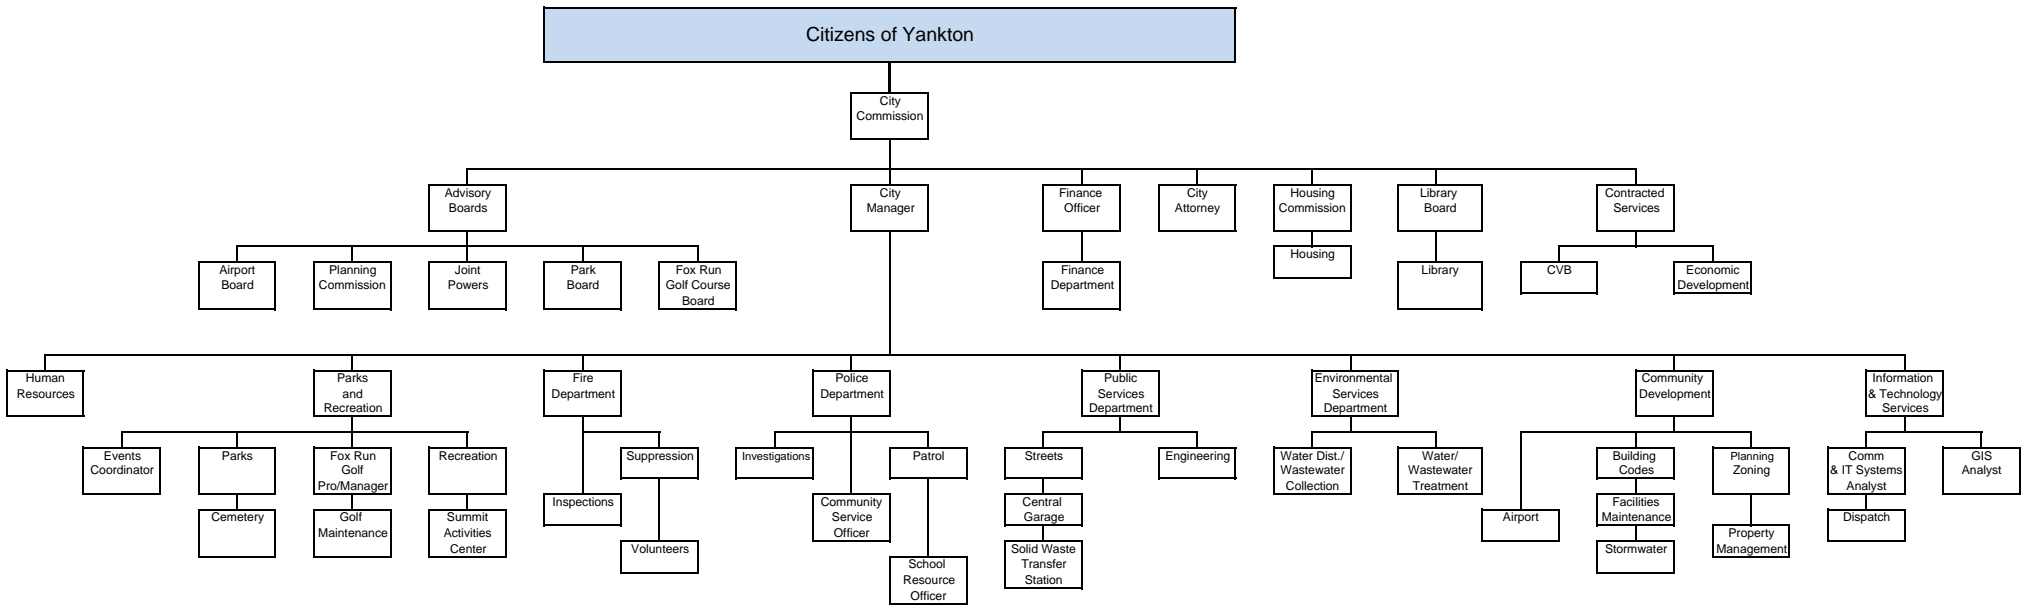 Citizens of Yankton
City
Commission
Advisory
Boards
City
Manager
Finance
Officer
City
Attorney
Housing
Commission
Library
Board
Contracted
Services
Airport
Board
Planning
Commission
Joint
Powers
Park
Board
Fox Run
Golf Course
Board
Finance
Department
Housing
Library
CVB
Economic
Development
Human
Resources
Parks
and
Recreation
Fire
Department
Police
Department
Public
Services
Department
Environmental
Services
Department
Community
Development
Information
& Technology
Services
Events
Coordinator
Parks
Fox Run
Golf
Pro/Manager
Recreation
Suppression
Investigations
Patrol
Streets
Engineering
Water Dist./
Wastewater
Collection
Water/
Wastewater
Treatment
Building
Codes
Planning
Zoning
Comm
& IT Systems
Analyst
GIS
Analyst
Inspections
Community
Service
Officer
Central
Garage
Facilities
Maintenance
Cemetery
Golf
Maintenance
Summit
Activities
Center
Airport
Dispatch
Property
Management
Volunteers
Solid Waste
Transfer
Station
Stormwater
School
Resource
Officer